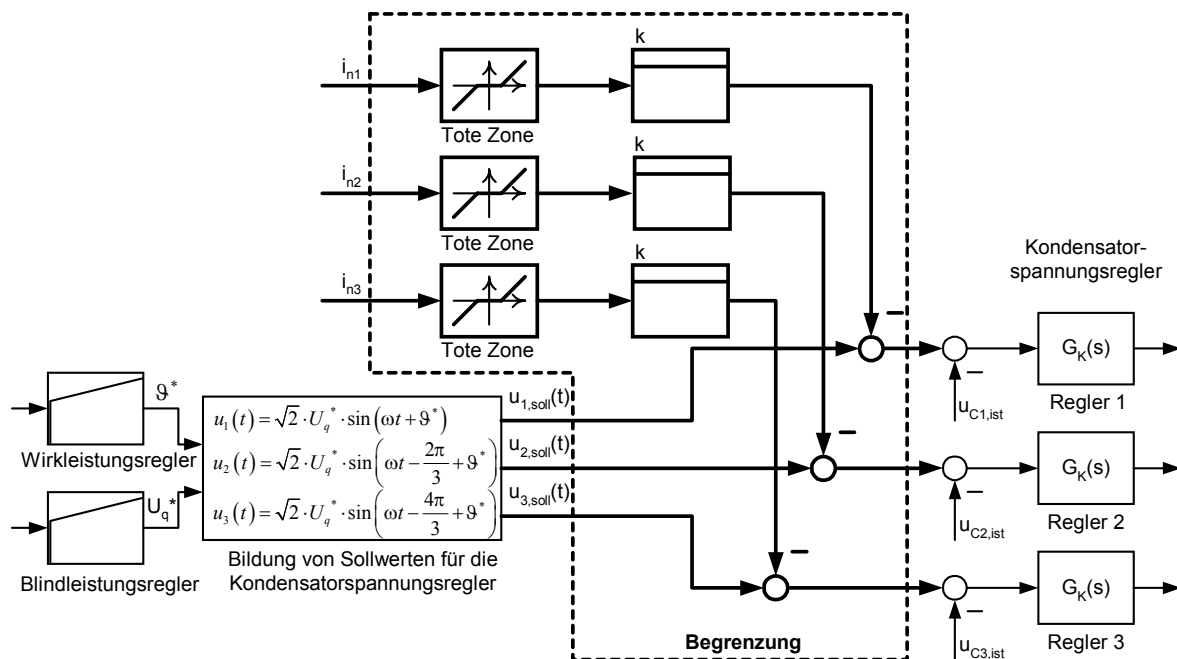 k
i_n1
Tote Zone
k
i_n2
Tote Zone
k
i_n3
Tote Zone
Kondensator-
spannungsregler
−
G_K(s)
−
u_C1,ist
Regler 1
ϑ*
Wirkleistungsregler
U_q*
Blindleistungsregler
u_1(t) = √2 · U_q* · sin(ωt + ϑ*)
u_2(t) = √2 · U_q* · sin(ωt − 2π/3 + ϑ*)
u_3(t) = √2 · U_q* · sin(ωt − 4π/3 + ϑ*)
Bildung von Sollwerten für die
Kondensatorspannungsregler
u_1,soll(t)
u_2,soll(t)
u_3,soll(t)
−
G_K(s)
−
u_C2,ist
Regler 2
−
G_K(s)
−
u_C3,ist
Regler 3
Begrenzung